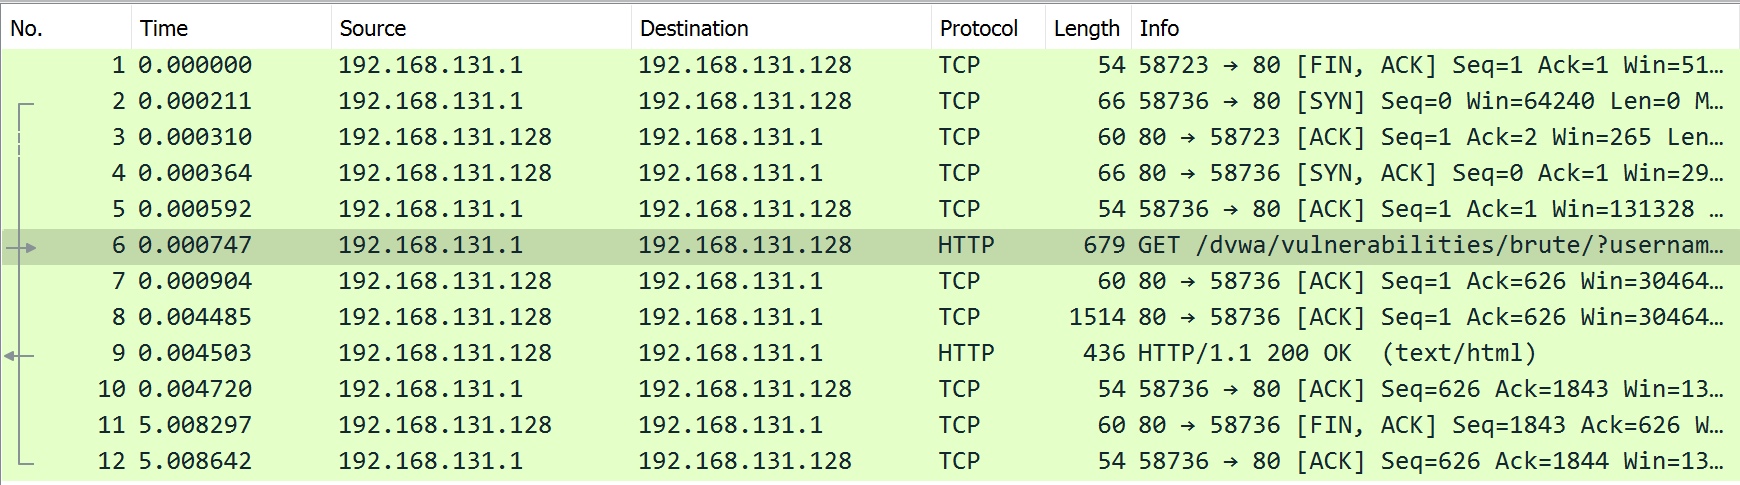 No. Time Source Destination Protocol Length Info
1 0.000000 192.168.131.1 192.168.131.128 TCP 54 58723 → 80 [FIN, ACK] Seq=1 Ack=1 Win=51…
2 0.000211 192.168.131.1 192.168.131.128 TCP 66 58736 → 80 [SYN] Seq=0 Win=64240 Len=0 M…
3 0.000310 192.168.131.128 192.168.131.1 TCP 60 80 → 58723 [ACK] Seq=1 Ack=2 Win=265 Len…
4 0.000364 192.168.131.128 192.168.131.1 TCP 66 80 → 58736 [SYN, ACK] Seq=0 Ack=1 Win=29…
5 0.000592 192.168.131.1 192.168.131.128 TCP 54 58736 → 80 [ACK] Seq=1 Ack=1 Win=131328 …
6 0.000747 192.168.131.1 192.168.131.128 HTTP 679 GET /dvwa/vulnerabilities/brute/?usernam…
7 0.000904 192.168.131.128 192.168.131.1 TCP 60 80 → 58736 [ACK] Seq=1 Ack=626 Win=30464…
8 0.004485 192.168.131.128 192.168.131.1 TCP 1514 80 → 58736 [ACK] Seq=1 Ack=626 Win=30464…
9 0.004503 192.168.131.128 192.168.131.1 HTTP 436 HTTP/1.1 200 OK  (text/html)
10 0.004720 192.168.131.1 192.168.131.128 TCP 54 58736 → 80 [ACK] Seq=626 Ack=1843 Win=13…
11 5.008297 192.168.131.128 192.168.131.1 TCP 60 80 → 58736 [FIN, ACK] Seq=1843 Ack=626 W…
12 5.008642 192.168.131.1 192.168.131.128 TCP 54 58736 → 80 [ACK] Seq=626 Ack=1844 Win=13…